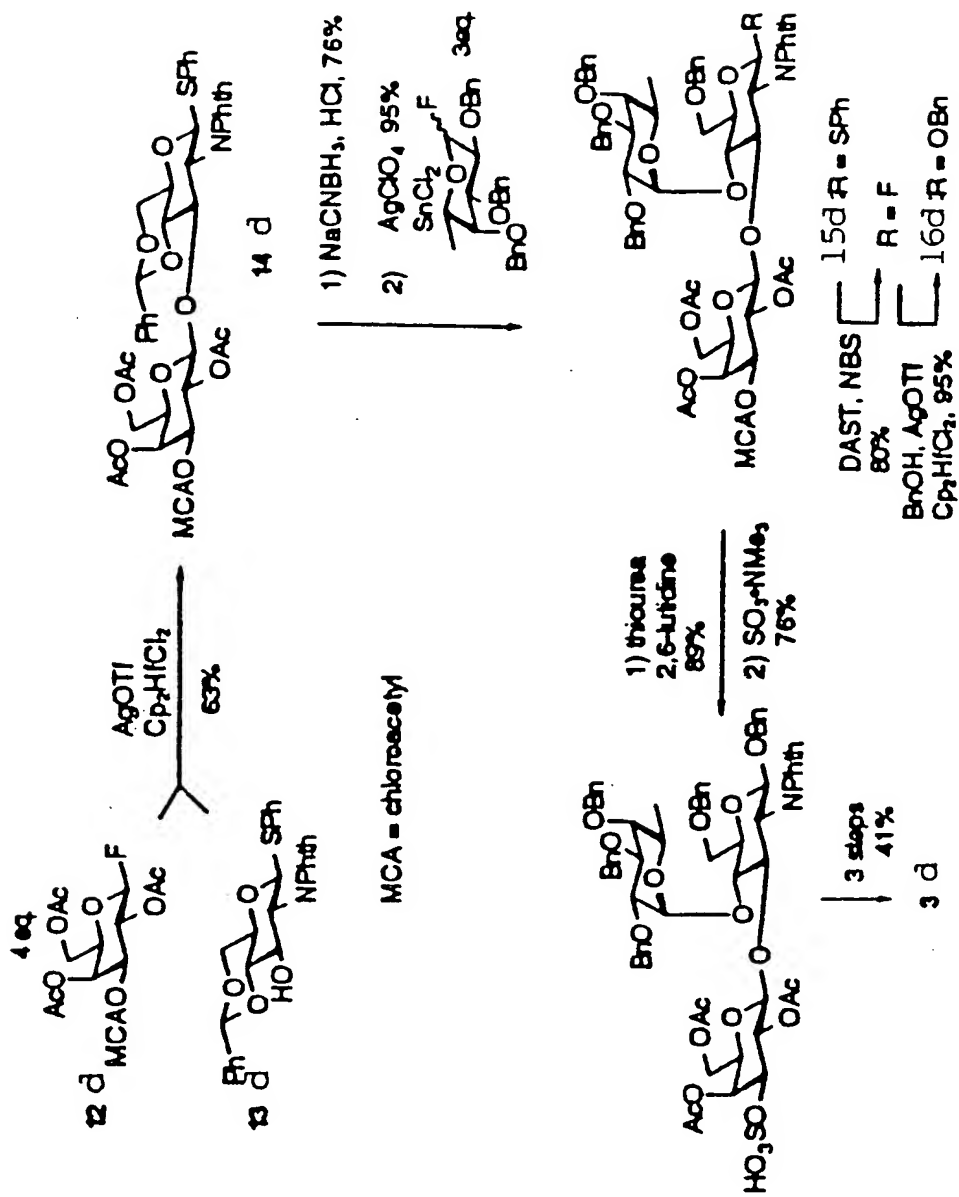 4 eq.
AcO
OAc
O
F
OAc
MCAO
12 d
Ph
O
O
O
SPh
HO
NPhth
13 d
AgOTf
Cp₂HfCl₂
63%
AcO
OAc
O
MCAO
OAc
O
Ph
O
O
O
SPh
NPhth
14 d
MCA = chloroacetyl
1) NaCNBH₃, HCl, 76%
2) AgClO₄ 95%
SnCl₂
F
O
OBn
OBn
BnO
3eq.
BnO
OBn
OBn
BnO
O
AcO
OAc
O
MCAO
OAc
O
O
OBn
O
R
NPhth
DAST, NBS
80%
15d R = SPh
R = F
BnOH, AgOTf
Cp₂HfCl₂, 95%
16d R = OBn
1) thiourea
2,6-lutidine
89%
2) SO₃•NMe₃
76%
BnO
OBn
OBn
BnO
O
AcO
OAc
O
HO₃SO
OAc
O
O
OBn
O
OBn
NPhth
3 steps
41%
3 d